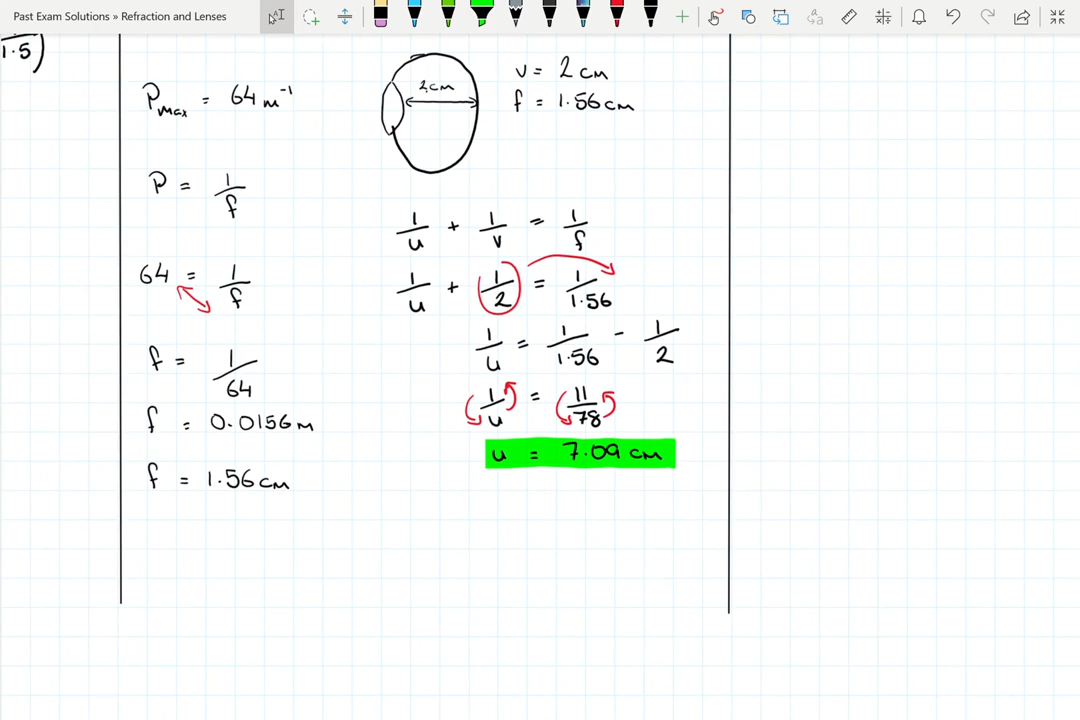 Past Exam Solutions » Refraction and Lenses
1.5)
Pmax = 64 m⁻¹
P = 1/f
64 = 1/f
f = 1/64
f = 0.0156 m
f = 1.56 cm
2cm
v = 2 cm
f = 1.56 cm
1/u + 1/v = 1/f
1/u + 1/2 = 1/1.56
1/u = 1/1.56 - 1/2
1/u = 11/78
u = 7.09 cm